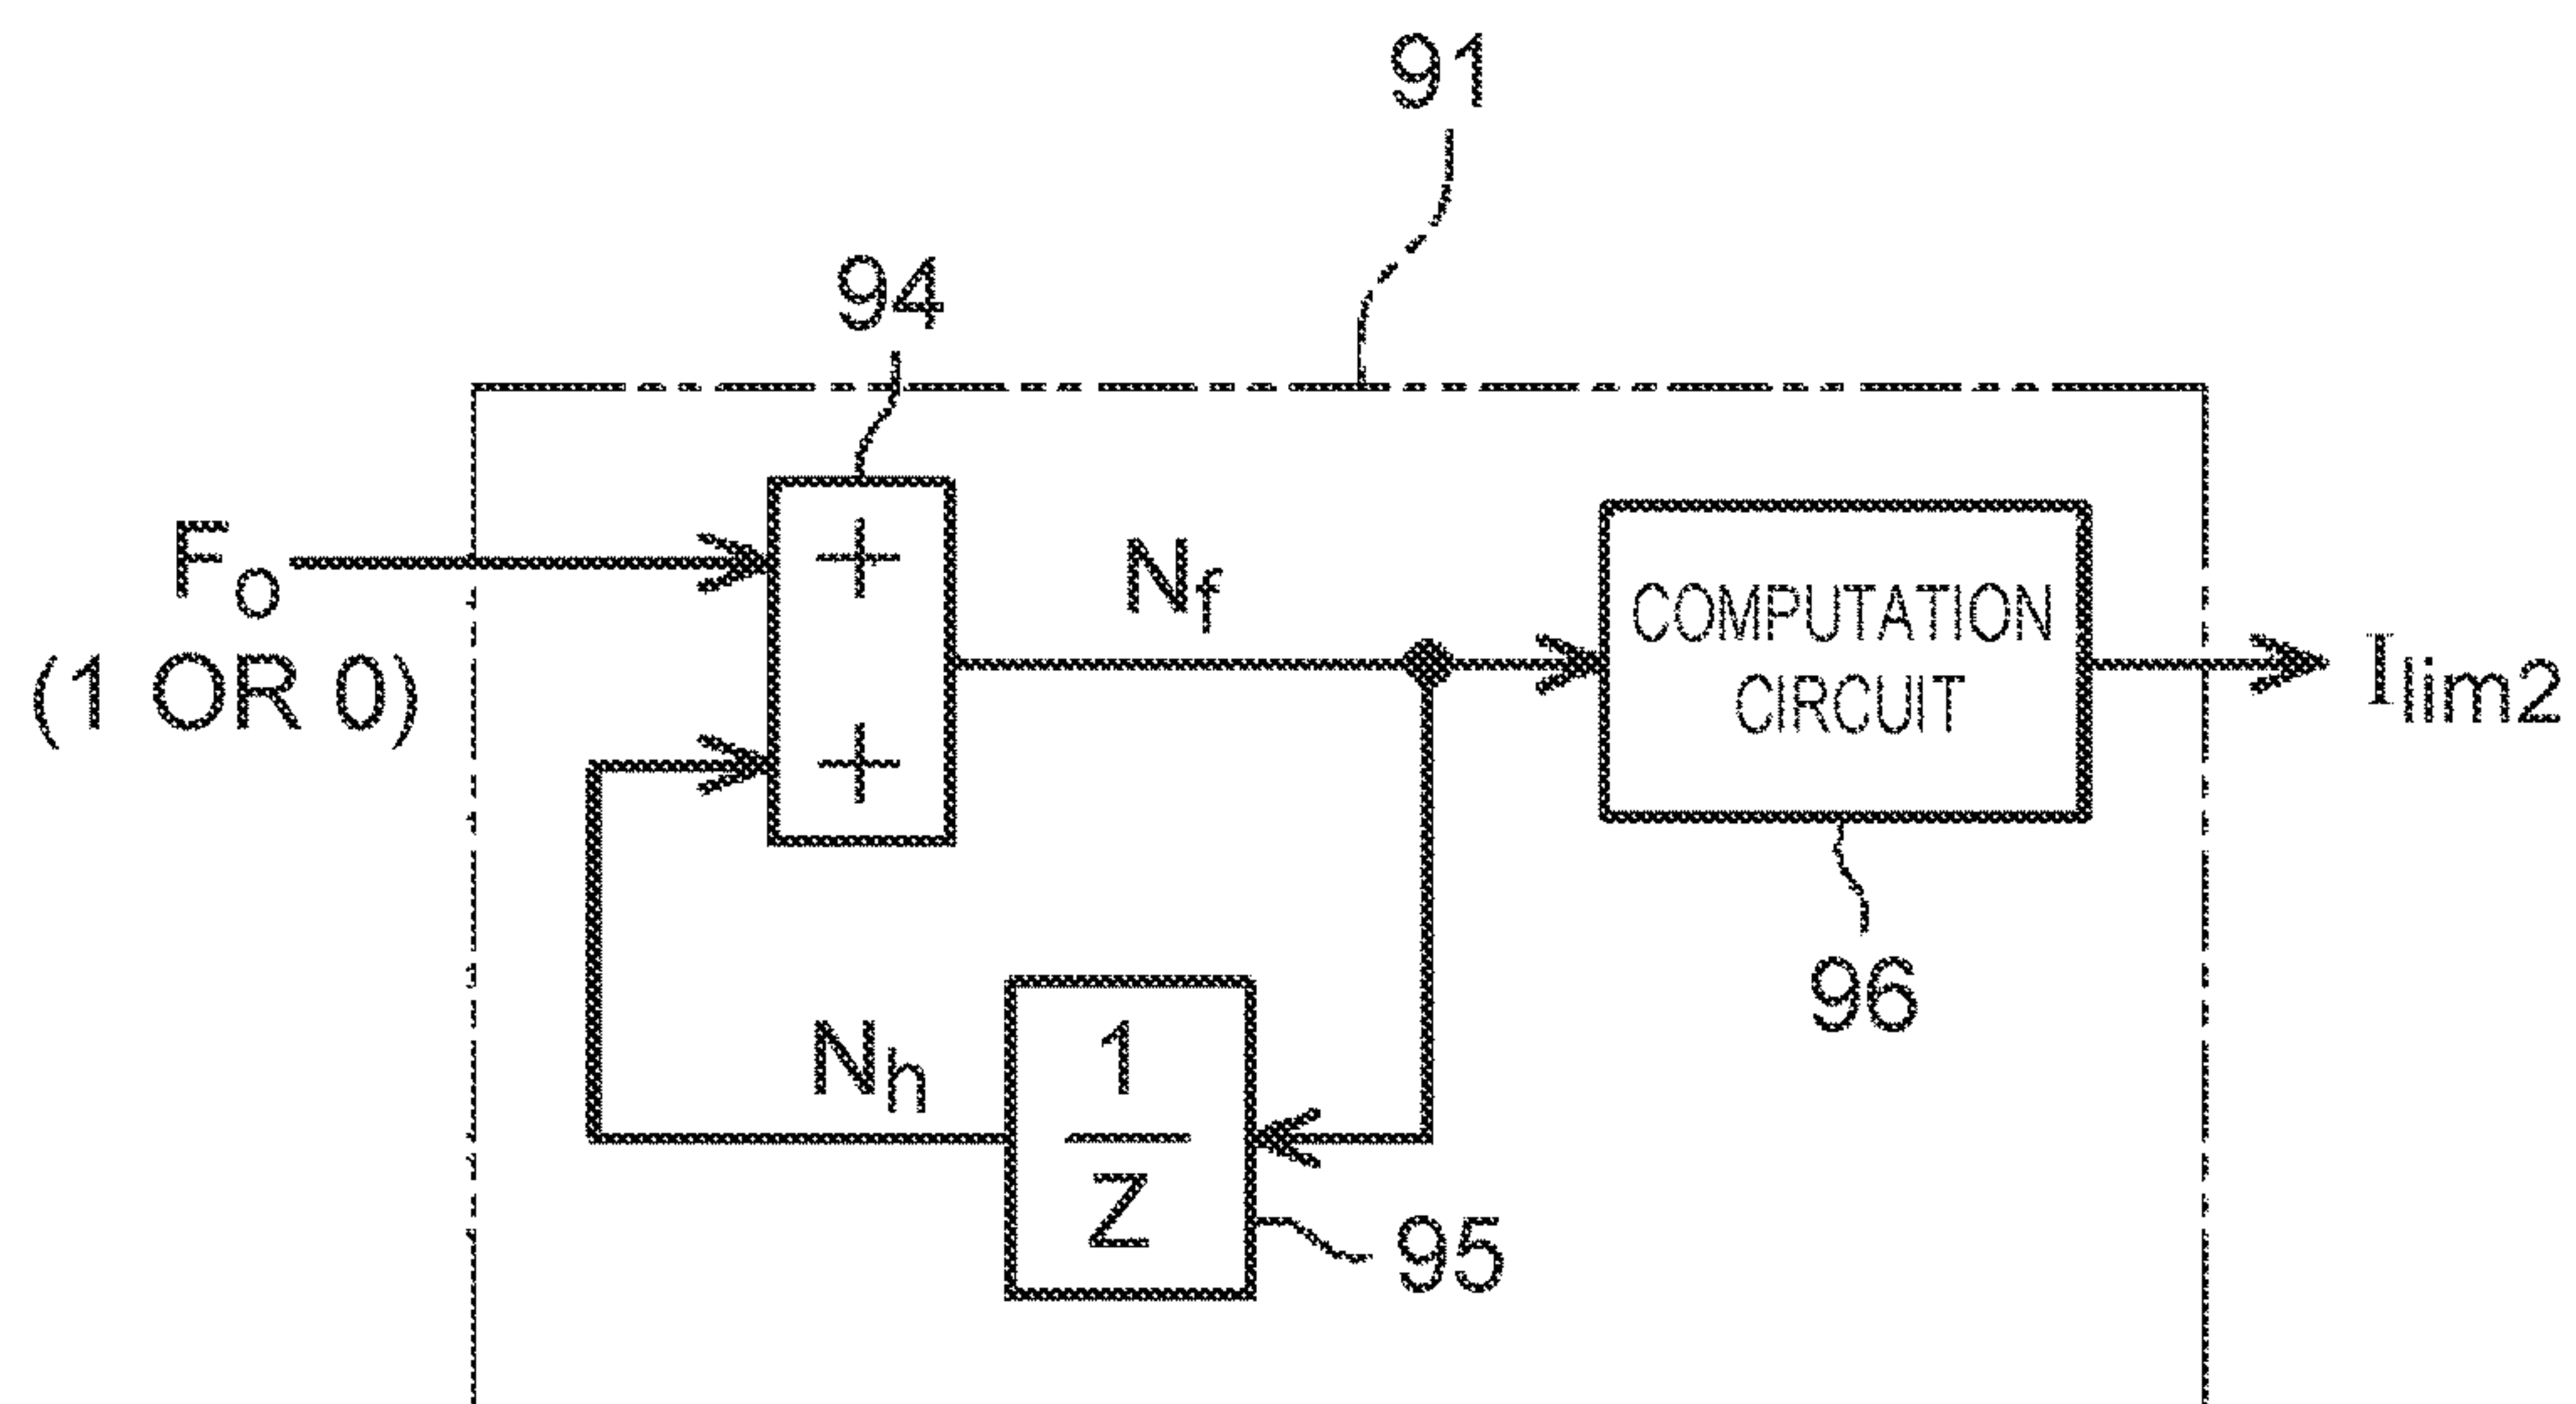 91
94
Fo
(1 OR 0)
+
+
Nf
COMPUTATION
CIRCUIT
Ilim2
96
Nh
1
Z
95